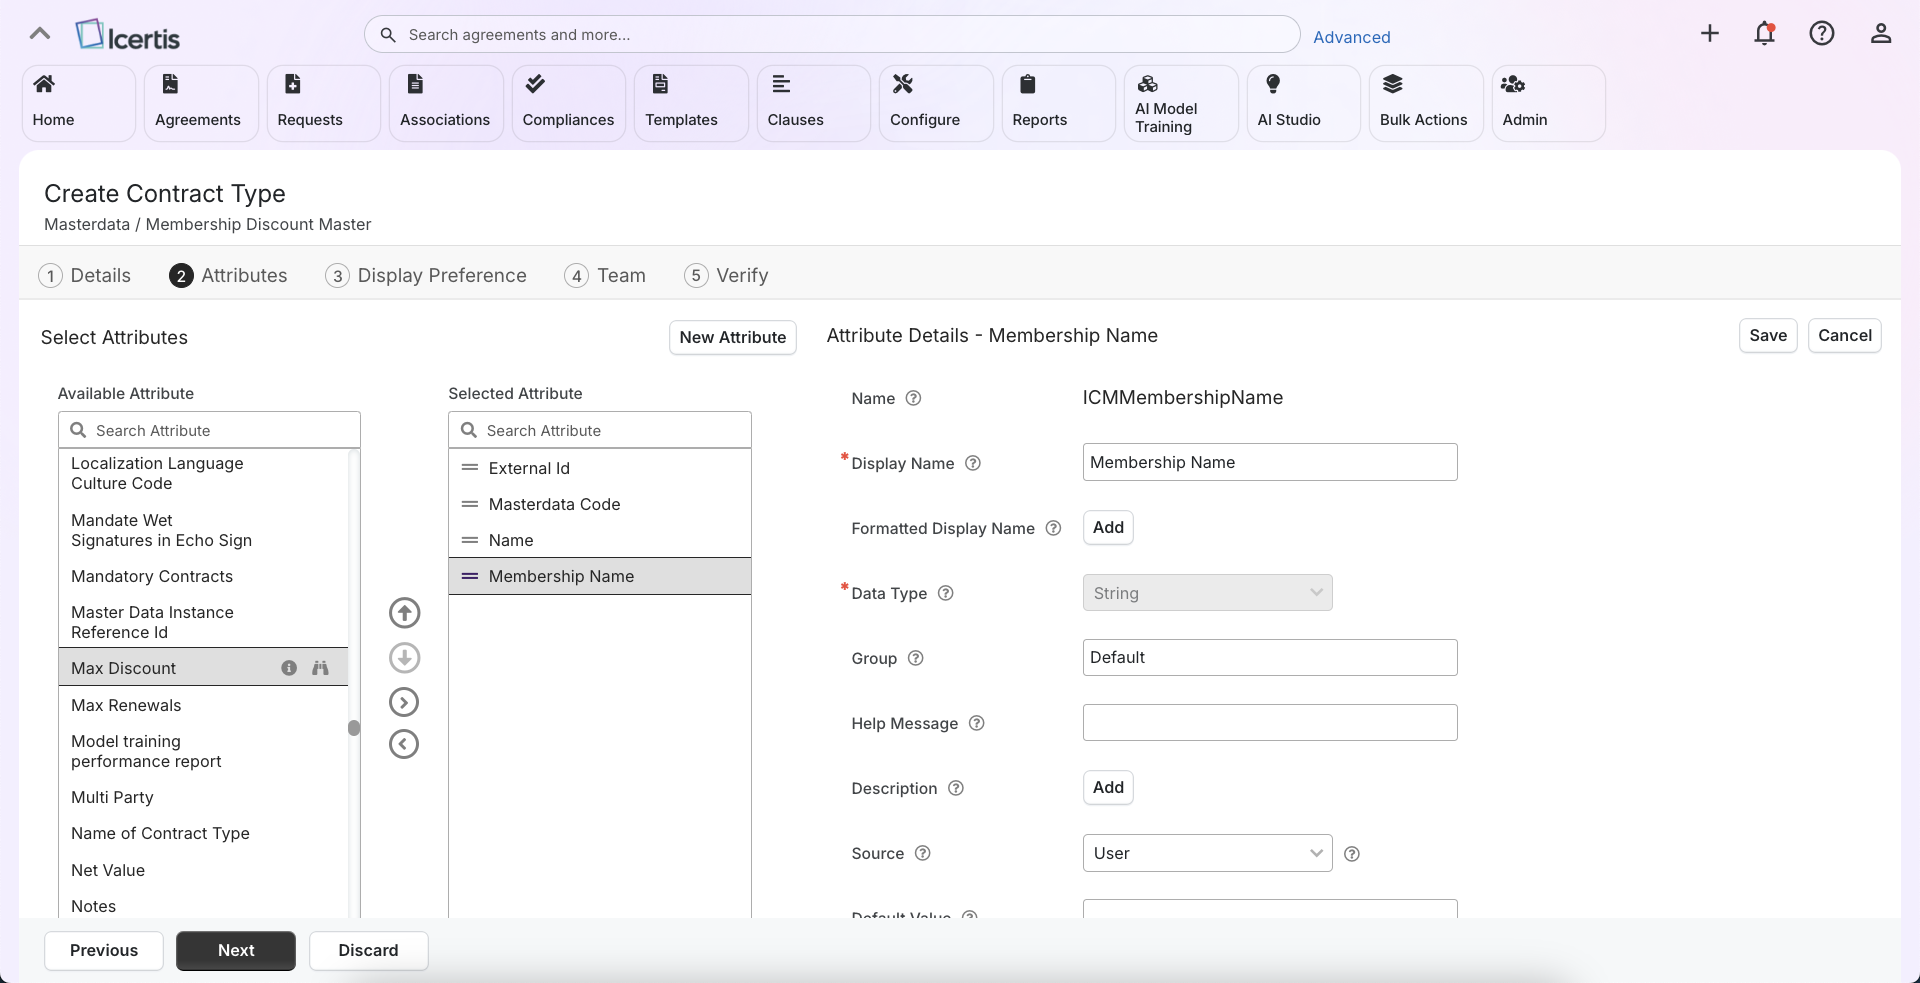 Icertis
Search agreements and more...
Advanced
Home
Agreements
Requests
Associations
Compliances
Templates
Clauses
Configure
Reports
AI Model
Training
AI Studio
Bulk Actions
Admin
Create Contract Type
Masterdata / Membership Discount Master
1 Details
2 Attributes
3 Display Preference
4 Team
5 Verify
Select Attributes
New Attribute
Available Attribute
Search Attribute
Localization Language
Culture Code
Mandate Wet
Signatures in Echo Sign
Mandatory Contracts
Master Data Instance
Reference Id
Max Discount
Max Renewals
Model training
performance report
Multi Party
Name of Contract Type
Net Value
Notes
Selected Attribute
Search Attribute
External Id
Masterdata Code
Name
Membership Name
Attribute Details - Membership Name
Save
Cancel
Name
ICMMembershipName
* Display Name
Membership Name
Formatted Display Name
Add
* Data Type
String
Group
Default
Help Message
Description
Add
Source
User
Default Value
Previous
Next
Discard